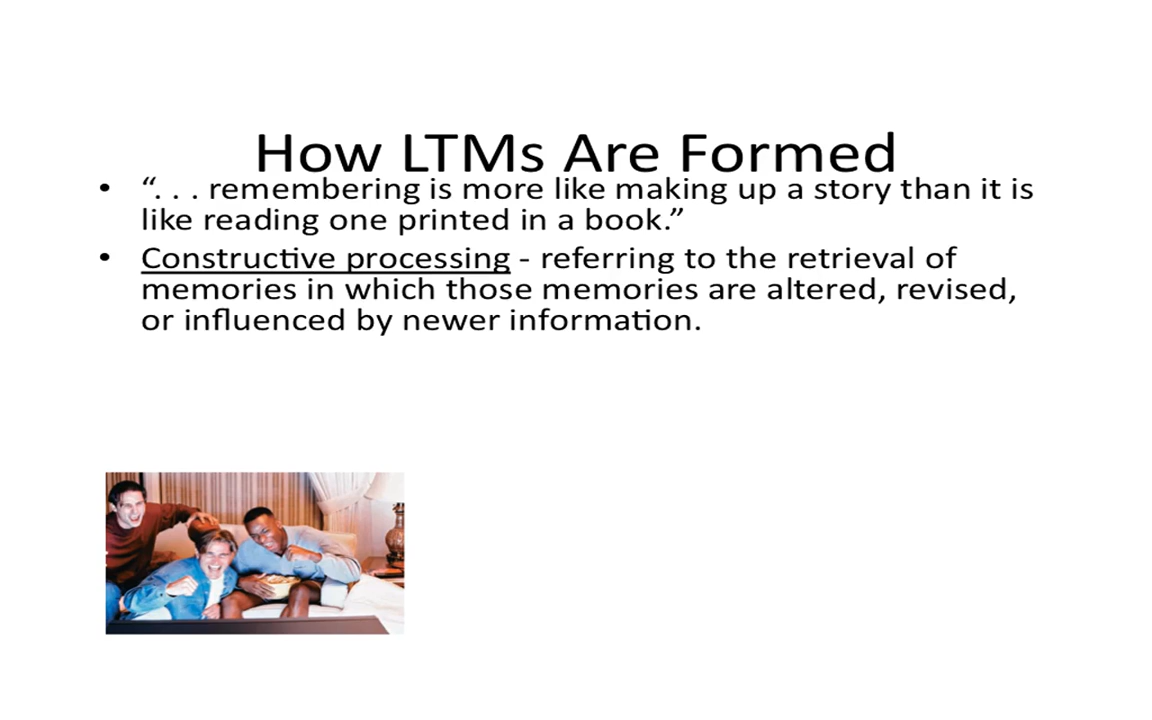 How LTMs Are Formed
• “. . . remembering is more like making up a story than it is
like reading one printed in a book.”
• Constructive processing - referring to the retrieval of
memories in which those memories are altered, revised,
or influenced by newer information.